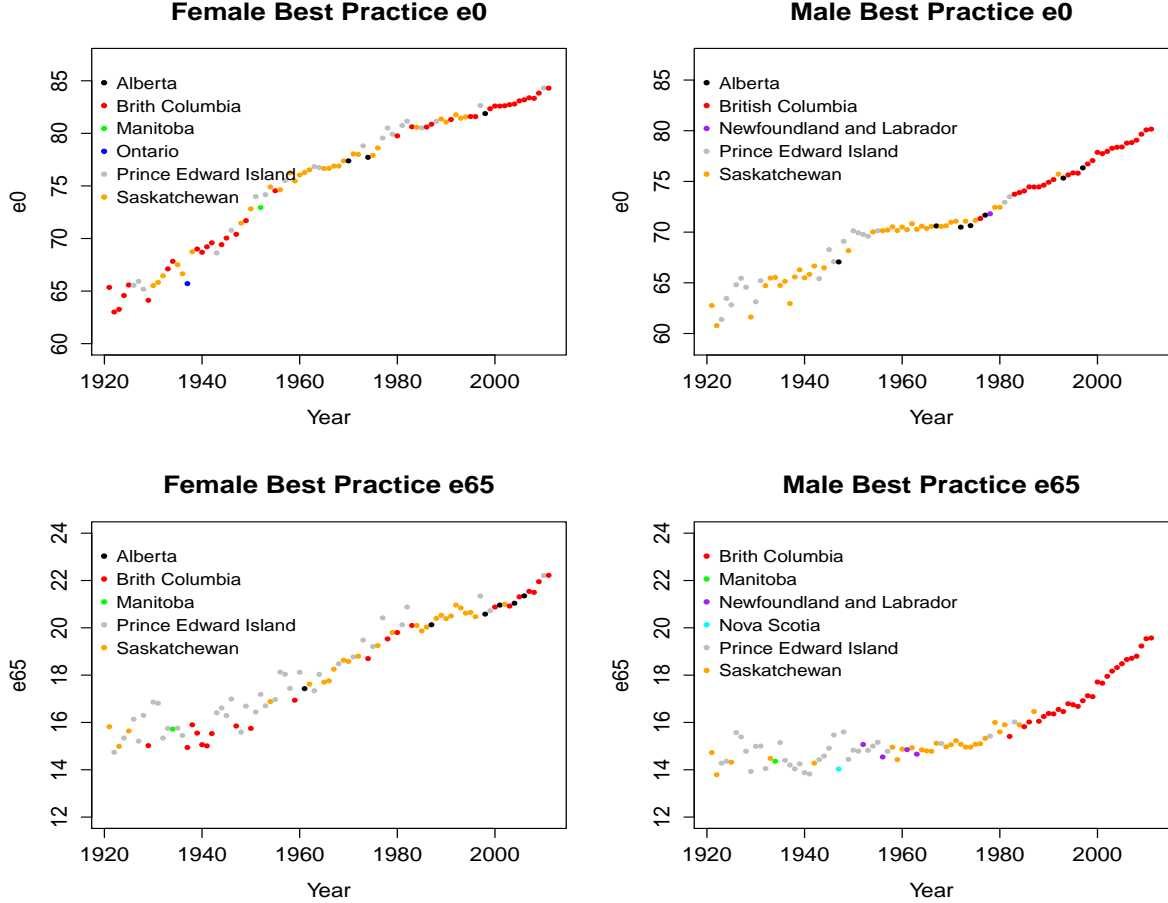 Female Best Practice e0
85
80
75
70
65
60
e0
Alberta
Brith Columbia
Manitoba
Ontario
Prince Edward Island
Saskatchewan
1920 1940 1960 1980 2000
Year
Male Best Practice e0
85
80
75
70
65
60
e0
Alberta
British Columbia
Newfoundland and Labrador
Prince Edward Island
Saskatchewan
1920 1940 1960 1980 2000
Year
Female Best Practice e65
24
22
20
18
16
14
12
e65
Alberta
Brith Columbia
Manitoba
Prince Edward Island
Saskatchewan
1920 1940 1960 1980 2000
Year
Male Best Practice e65
24
22
20
18
16
14
12
e65
Brith Columbia
Manitoba
Newfoundland and Labrador
Nova Scotia
Prince Edward Island
Saskatchewan
1920 1940 1960 1980 2000
Year